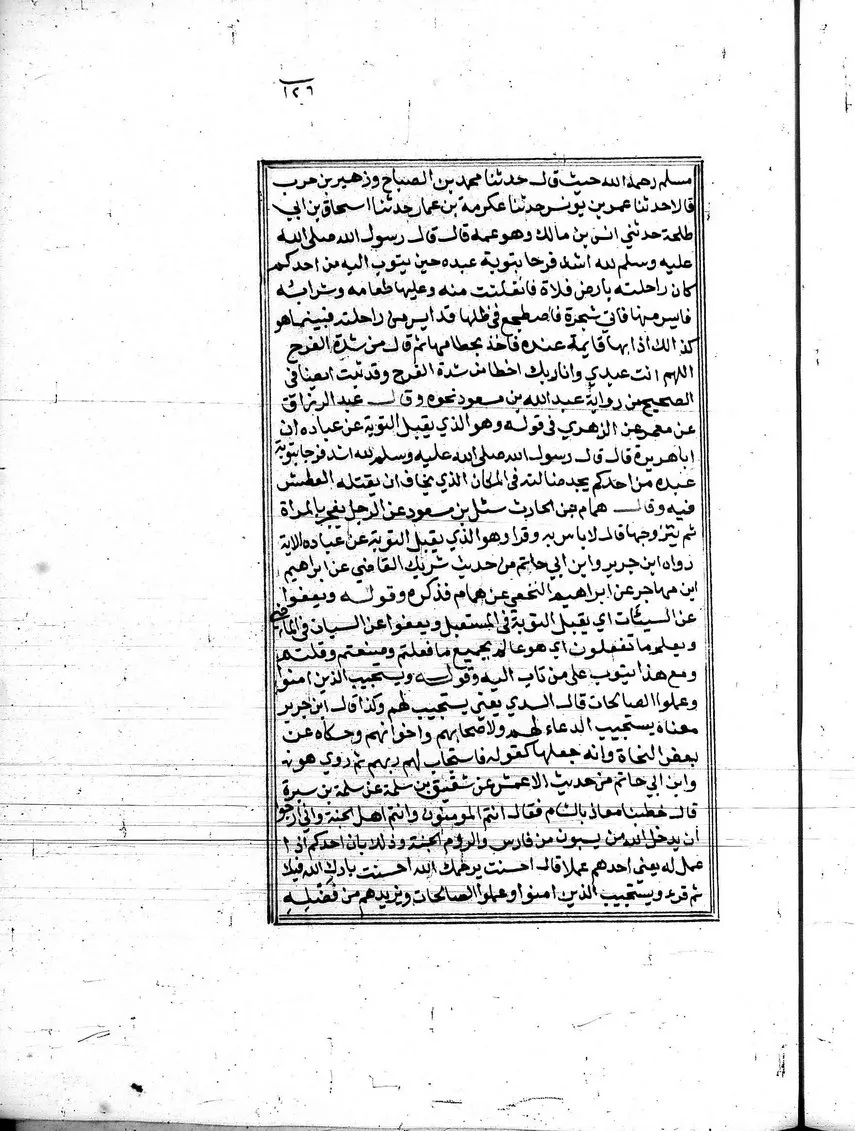 ١٢٦
مسلم رحمه الله حيث قال حدثنا محمد بن الصباح وزهير بن حرب
قالا حدثنا عمر بن يونس حدثنا عكرمة بن عمار حدثنا اسحاق بن ابي
طلحة حدثني انس بن مالك وهو عمه قال قال رسول الله صلى الله
عليه وسلم لله اشد فرحا بتوبة عبده حين يتوب اليه من احدكم
كان راحلته بارض فلاة فانفلتت منه وعليها طعامه وشرابه
فايس منها فاتي شجرة فاضطجع في ظلها قد ايس من راحلته فبينما هو
كذالك اذا بها قايمة عنده فاخذ بخطامها ثم قال من شدة الفرح
اللهم انت عبدي وانا ربك اخطا من شدة الفرح وقد ثبت ايضا في
الصحيح من رواية عبد الله بن مسعود نحوه وقال عبد الرزاق
عن معمر عن الزهري في قوله وهو الذي يقبل التوبة عن عباده ان
ابا هريرة قال قال رسول الله صلى الله عليه وسلم لله اشد فرحا بتوبة
عبده من احدكم يجد ضالته في المكان الذي يخاف ان يقتله العطش
فيه وقال همام بن الحارث سئل بن مسعود عن الرجل يفجر بالمراة
ثم يتزوجها قال لا باس به وقرا وهو الذي يقبل التوبة عن عباده الاية
رواه ابن جرير وابن ابي حاتم من حديث شريك القاضي عن ابراهيم
ابن مهاجر عن ابراهيم النخعي عن همام فذكره وقوله ويعفوا
عن السيئات اي يقبل التوبة في المستقبل ويعفوا عن السيات في الماضي
ويعلم ما تفعلون اي هو عالم بجميع ما فعلتم وصنعتم وقلتم
ومع هذا يتوب على من تاب اليه وقوله ويستجيب الذين امنوا
وعملوا الصالحات قال السدي يعني يستجيب لهم وكذا قال ابن جرير
معناه يستجيب الدعاء لهم ولاصحابهم واخوانهم وحكاه عن
بعض النحاة وانه جعلها كقوله فاستجاب لهم ربهم ثم روي هو
وابن ابي حاتم من حديث الاعمش عن شقيق بن سلمة عن سلمة بن سبرة
قال خطبنا معاذ بالشام فقال انتم المومنون وانتم اهل الجنة واني ارجوا
أن يدخل الله من يسبون من فارس والروم الجنة وذلك بان احدكم اذا
عمل له يعني احدهم عملا قال احسنت يرحمك الله احسنت بارك الله فيك
ثم قرء ويستجيب الذين امنوا وعملوا الصالحات ويزيدهم من فضله